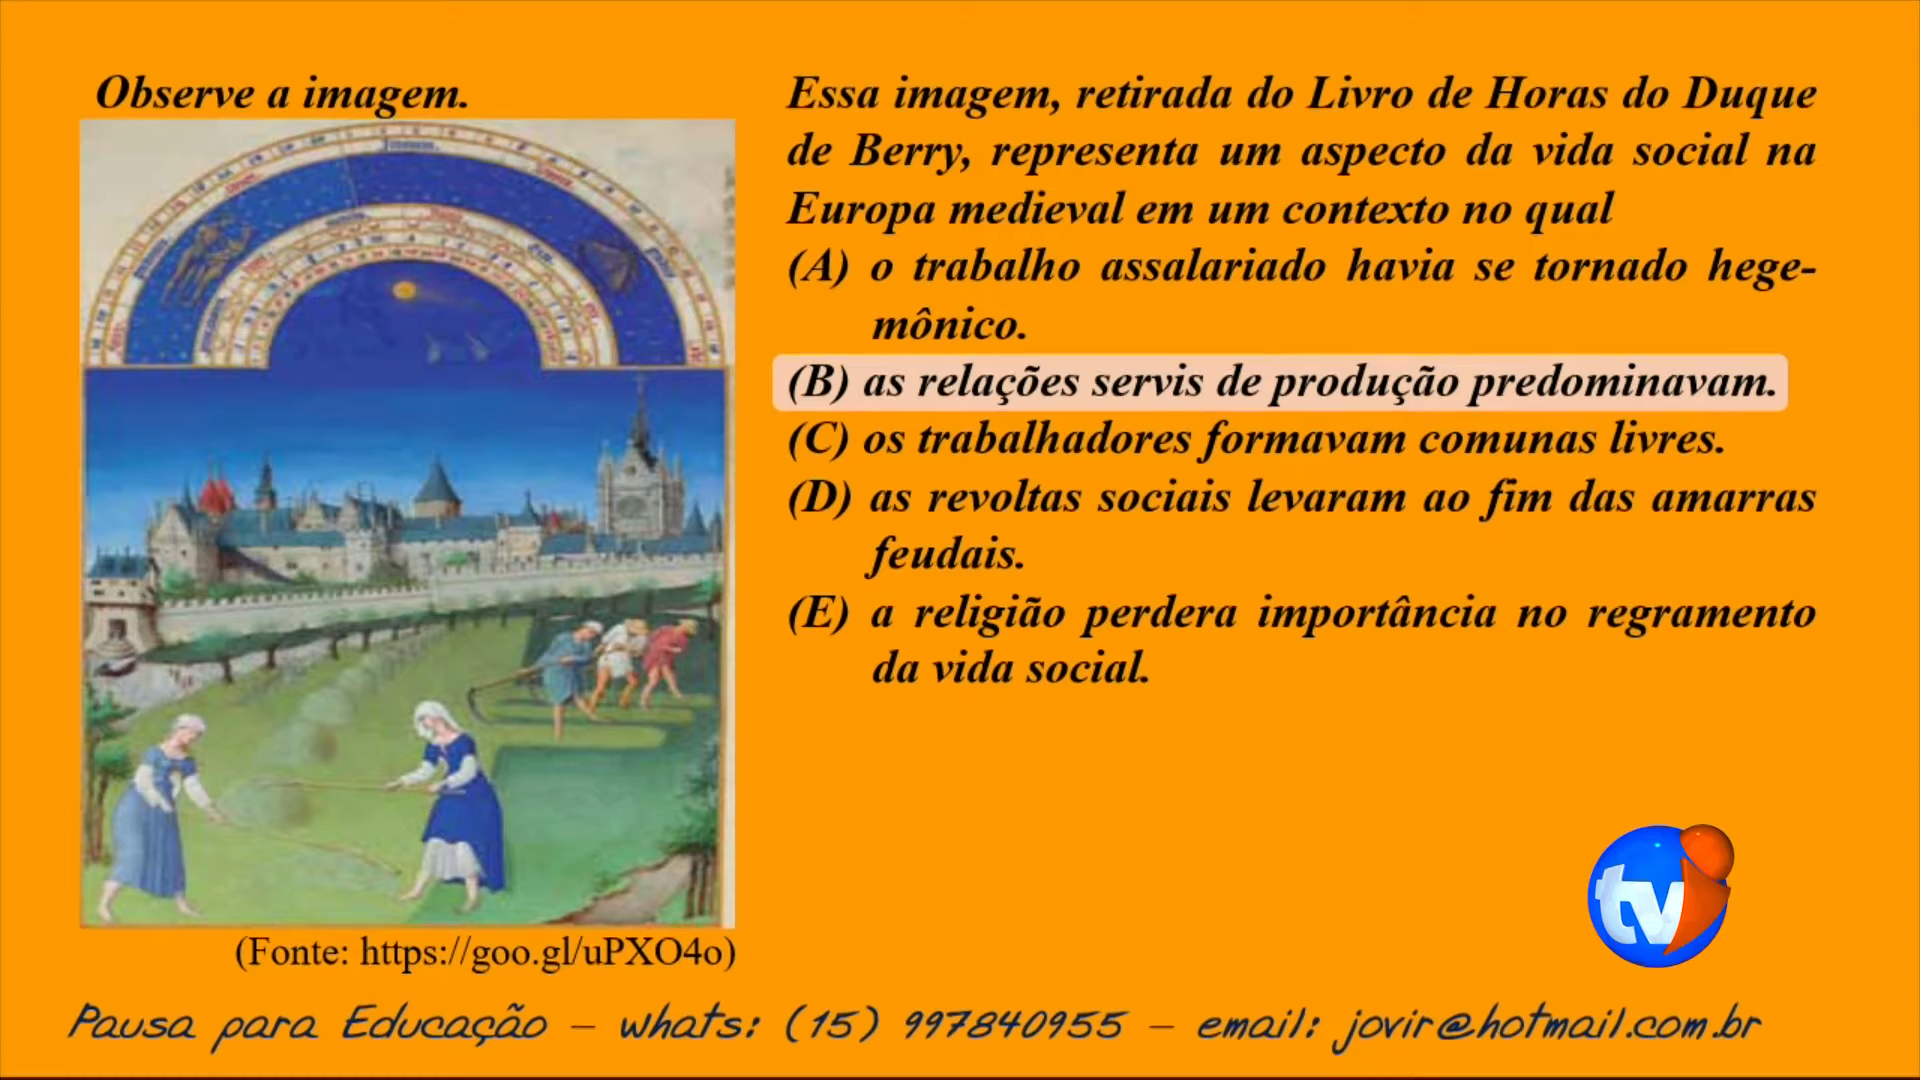 Observe a imagem.
(Fonte: https://goo.gl/uPXO4o)
Essa imagem, retirada do Livro de Horas do Duque
de Berry, representa um aspecto da vida social na
Europa medieval em um contexto no qual
(A) o trabalho assalariado havia se tornado hege-
mônico.
(B) as relações servis de produção predominavam.
(C) os trabalhadores formavam comunas livres.
(D) as revoltas sociais levaram ao fim das amarras
feudais.
(E) a religião perdera importância no regramento
da vida social.
tv
Pausa para Educação – whats: (15) 997840955 – email: jovir@hotmail.com.br